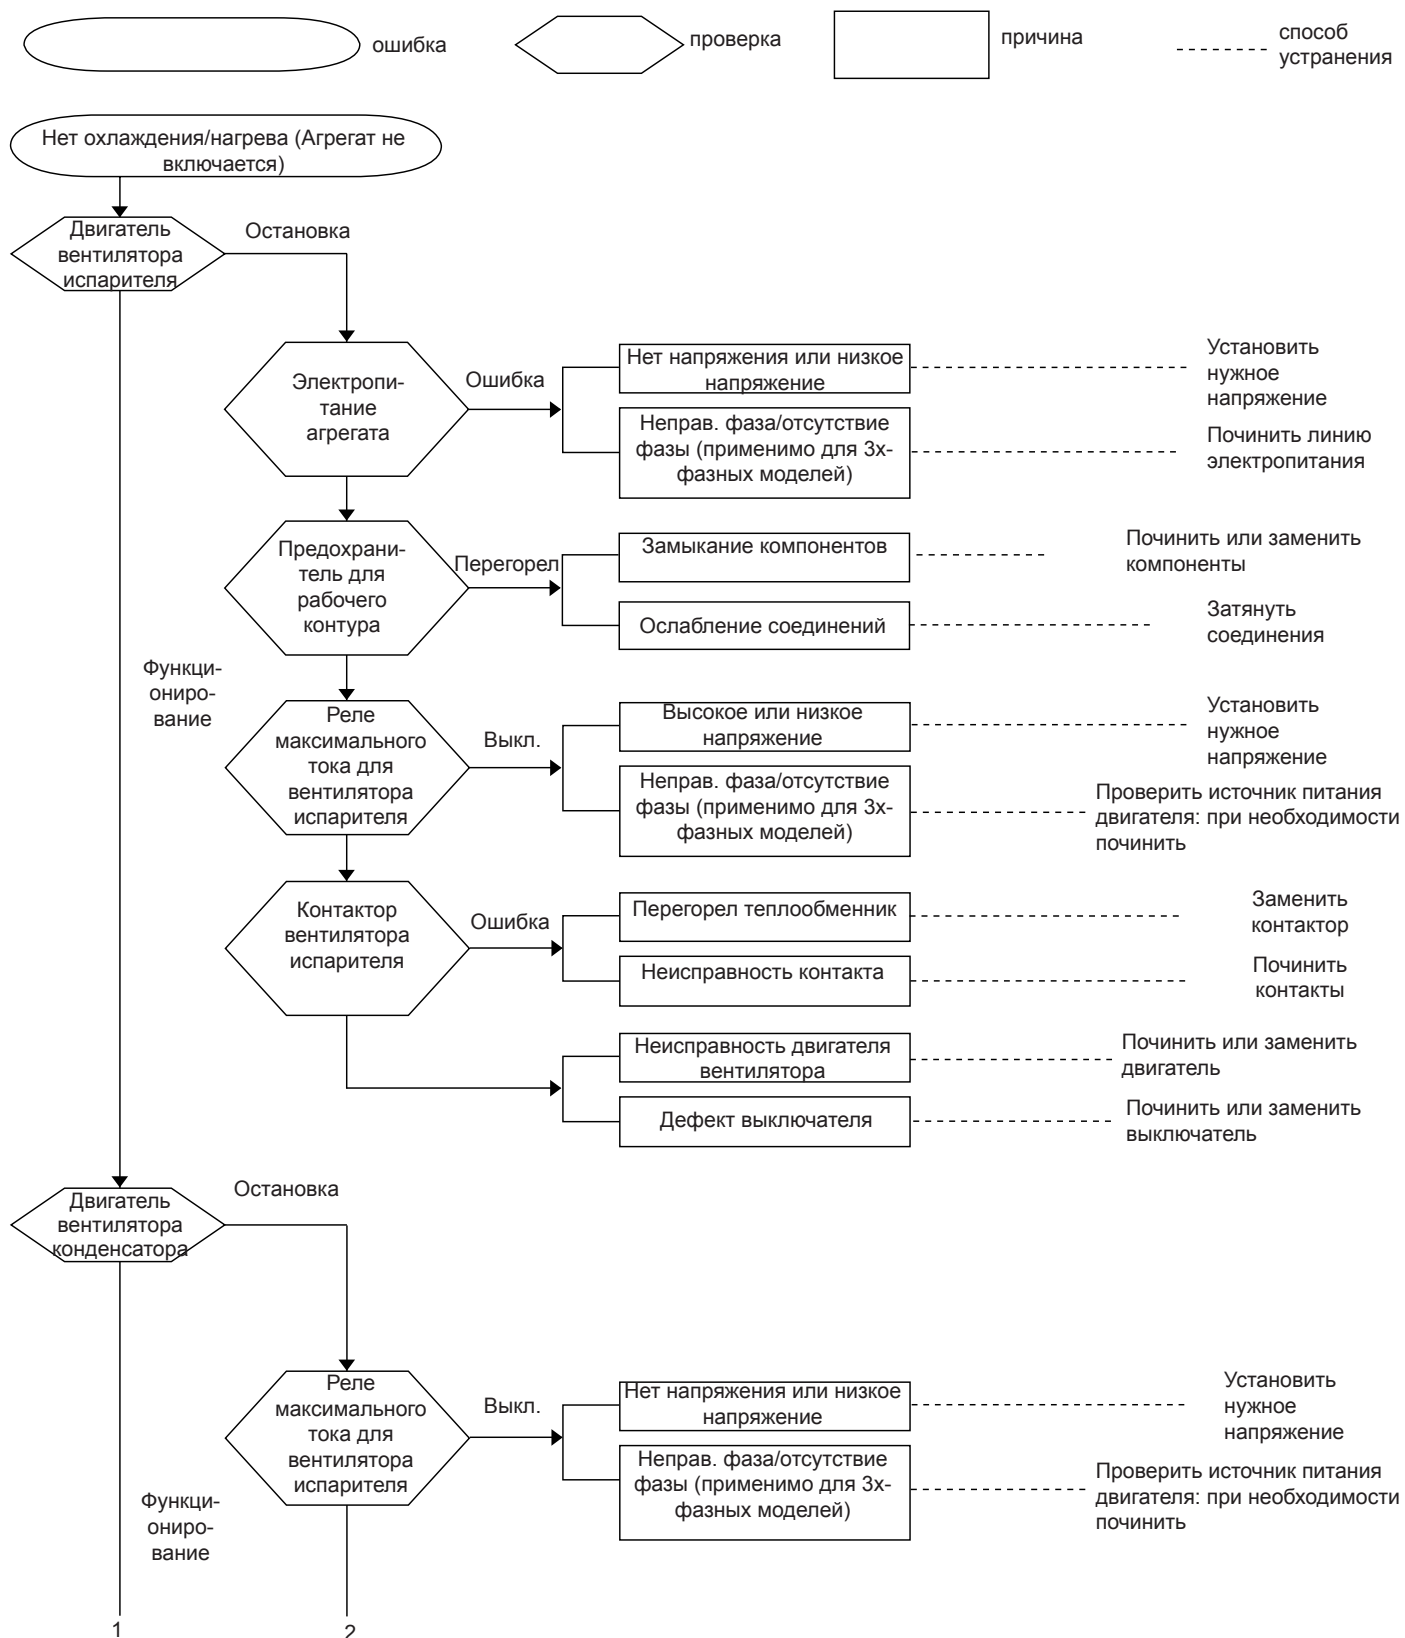 ошибка
проверка
причина
способ
устранения
Нет охлаждения/нагрева (Агрегат не
включается)
Двигатель
вентилятора
испарителя
Остановка
Электропи-
тание
агрегата
Ошибка
Нет напряжения или низкое
напряжение
Установить
нужное
напряжение
Неправ. фаза/отсутствие
фазы (применимо для 3х-
фазных моделей)
Починить линию
электропитания
Предохрани-
тель для
рабочего
контура
Перегорел
Замыкание компонентов
Починить или заменить
компоненты
Ослабление соединений
Затянуть
соединения
Функци-
ониро-
вание
Реле
максимального
тока для
вентилятора
испарителя
Выкл.
Высокое или низкое
напряжение
Установить
нужное
напряжение
Неправ. фаза/отсутствие
фазы (применимо для 3х-
фазных моделей)
Проверить источник питания
двигателя: при необходимости
починить
Контактор
вентилятора
испарителя
Ошибка
Перегорел теплообменник
Заменить
контактор
Неисправность контакта
Починить
контакты
Неисправность двигателя
вентилятора
Починить или заменить
двигатель
Дефект выключателя
Починить или заменить
выключатель
Двигатель
вентилятора
конденсатора
Остановка
Реле
максимального
тока для
вентилятора
испарителя
Выкл.
Нет напряжения или низкое
напряжение
Установить
нужное
напряжение
Неправ. фаза/отсутствие
фазы (применимо для 3х-
фазных моделей)
Проверить источник питания
двигателя: при необходимости
починить
Функци-
ониро-
вание
1
2